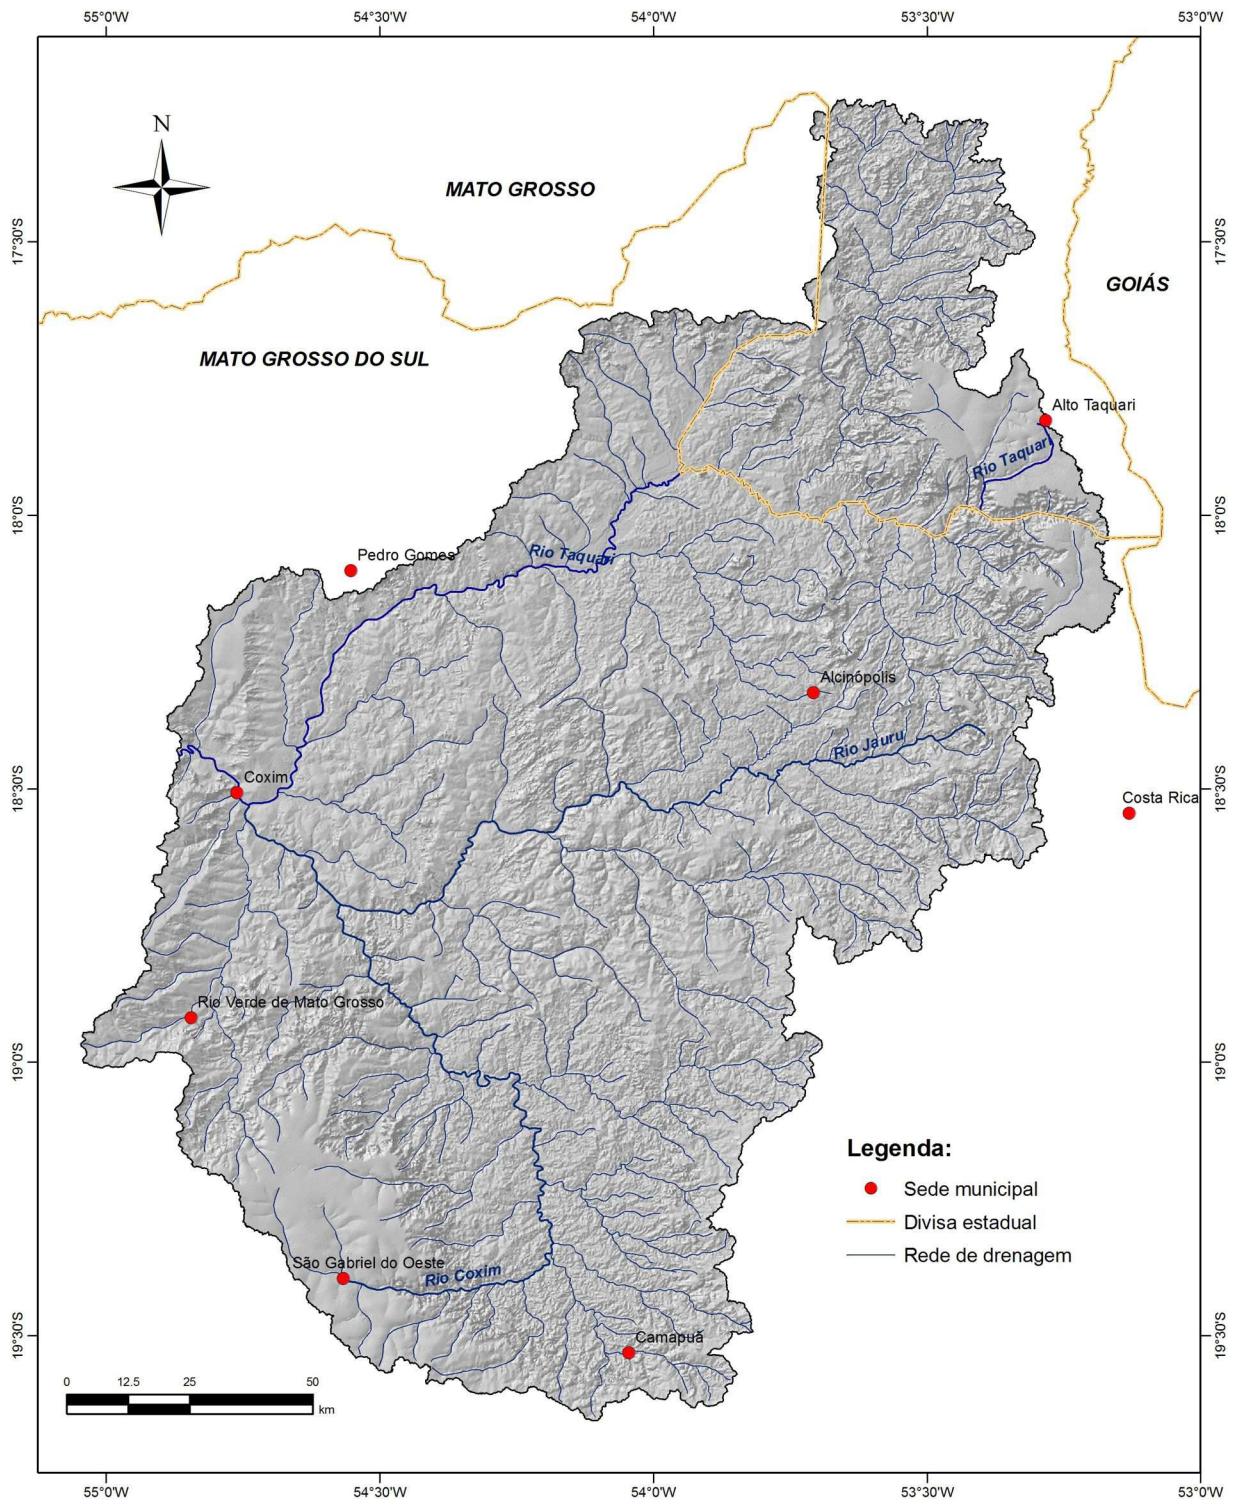 55°0'W
54°30'W
54°0'W
53°30'W
53°0'W
N
MATO GROSSO
17°30'S
17°30'S
GOIÁS
MATO GROSSO DO SUL
Alto Taquari
Rio Taquari
18°0'S
18°0'S
Pedro Gomes
Rio Taquari
Alcinópolis
Rio Jauru
Coxim
18°30'S
18°30'S
Costa Rica
Rio Verde de Mato Grosso
19°0'S
19°0'S
Legenda:
Sede municipal
Divisa estadual
Rede de drenagem
São Gabriel do Oeste
Rio Coxim
Camapuã
19°30'S
19°30'S
0 12.5 25 50
km
55°0'W
54°30'W
54°0'W
53°30'W
53°0'W